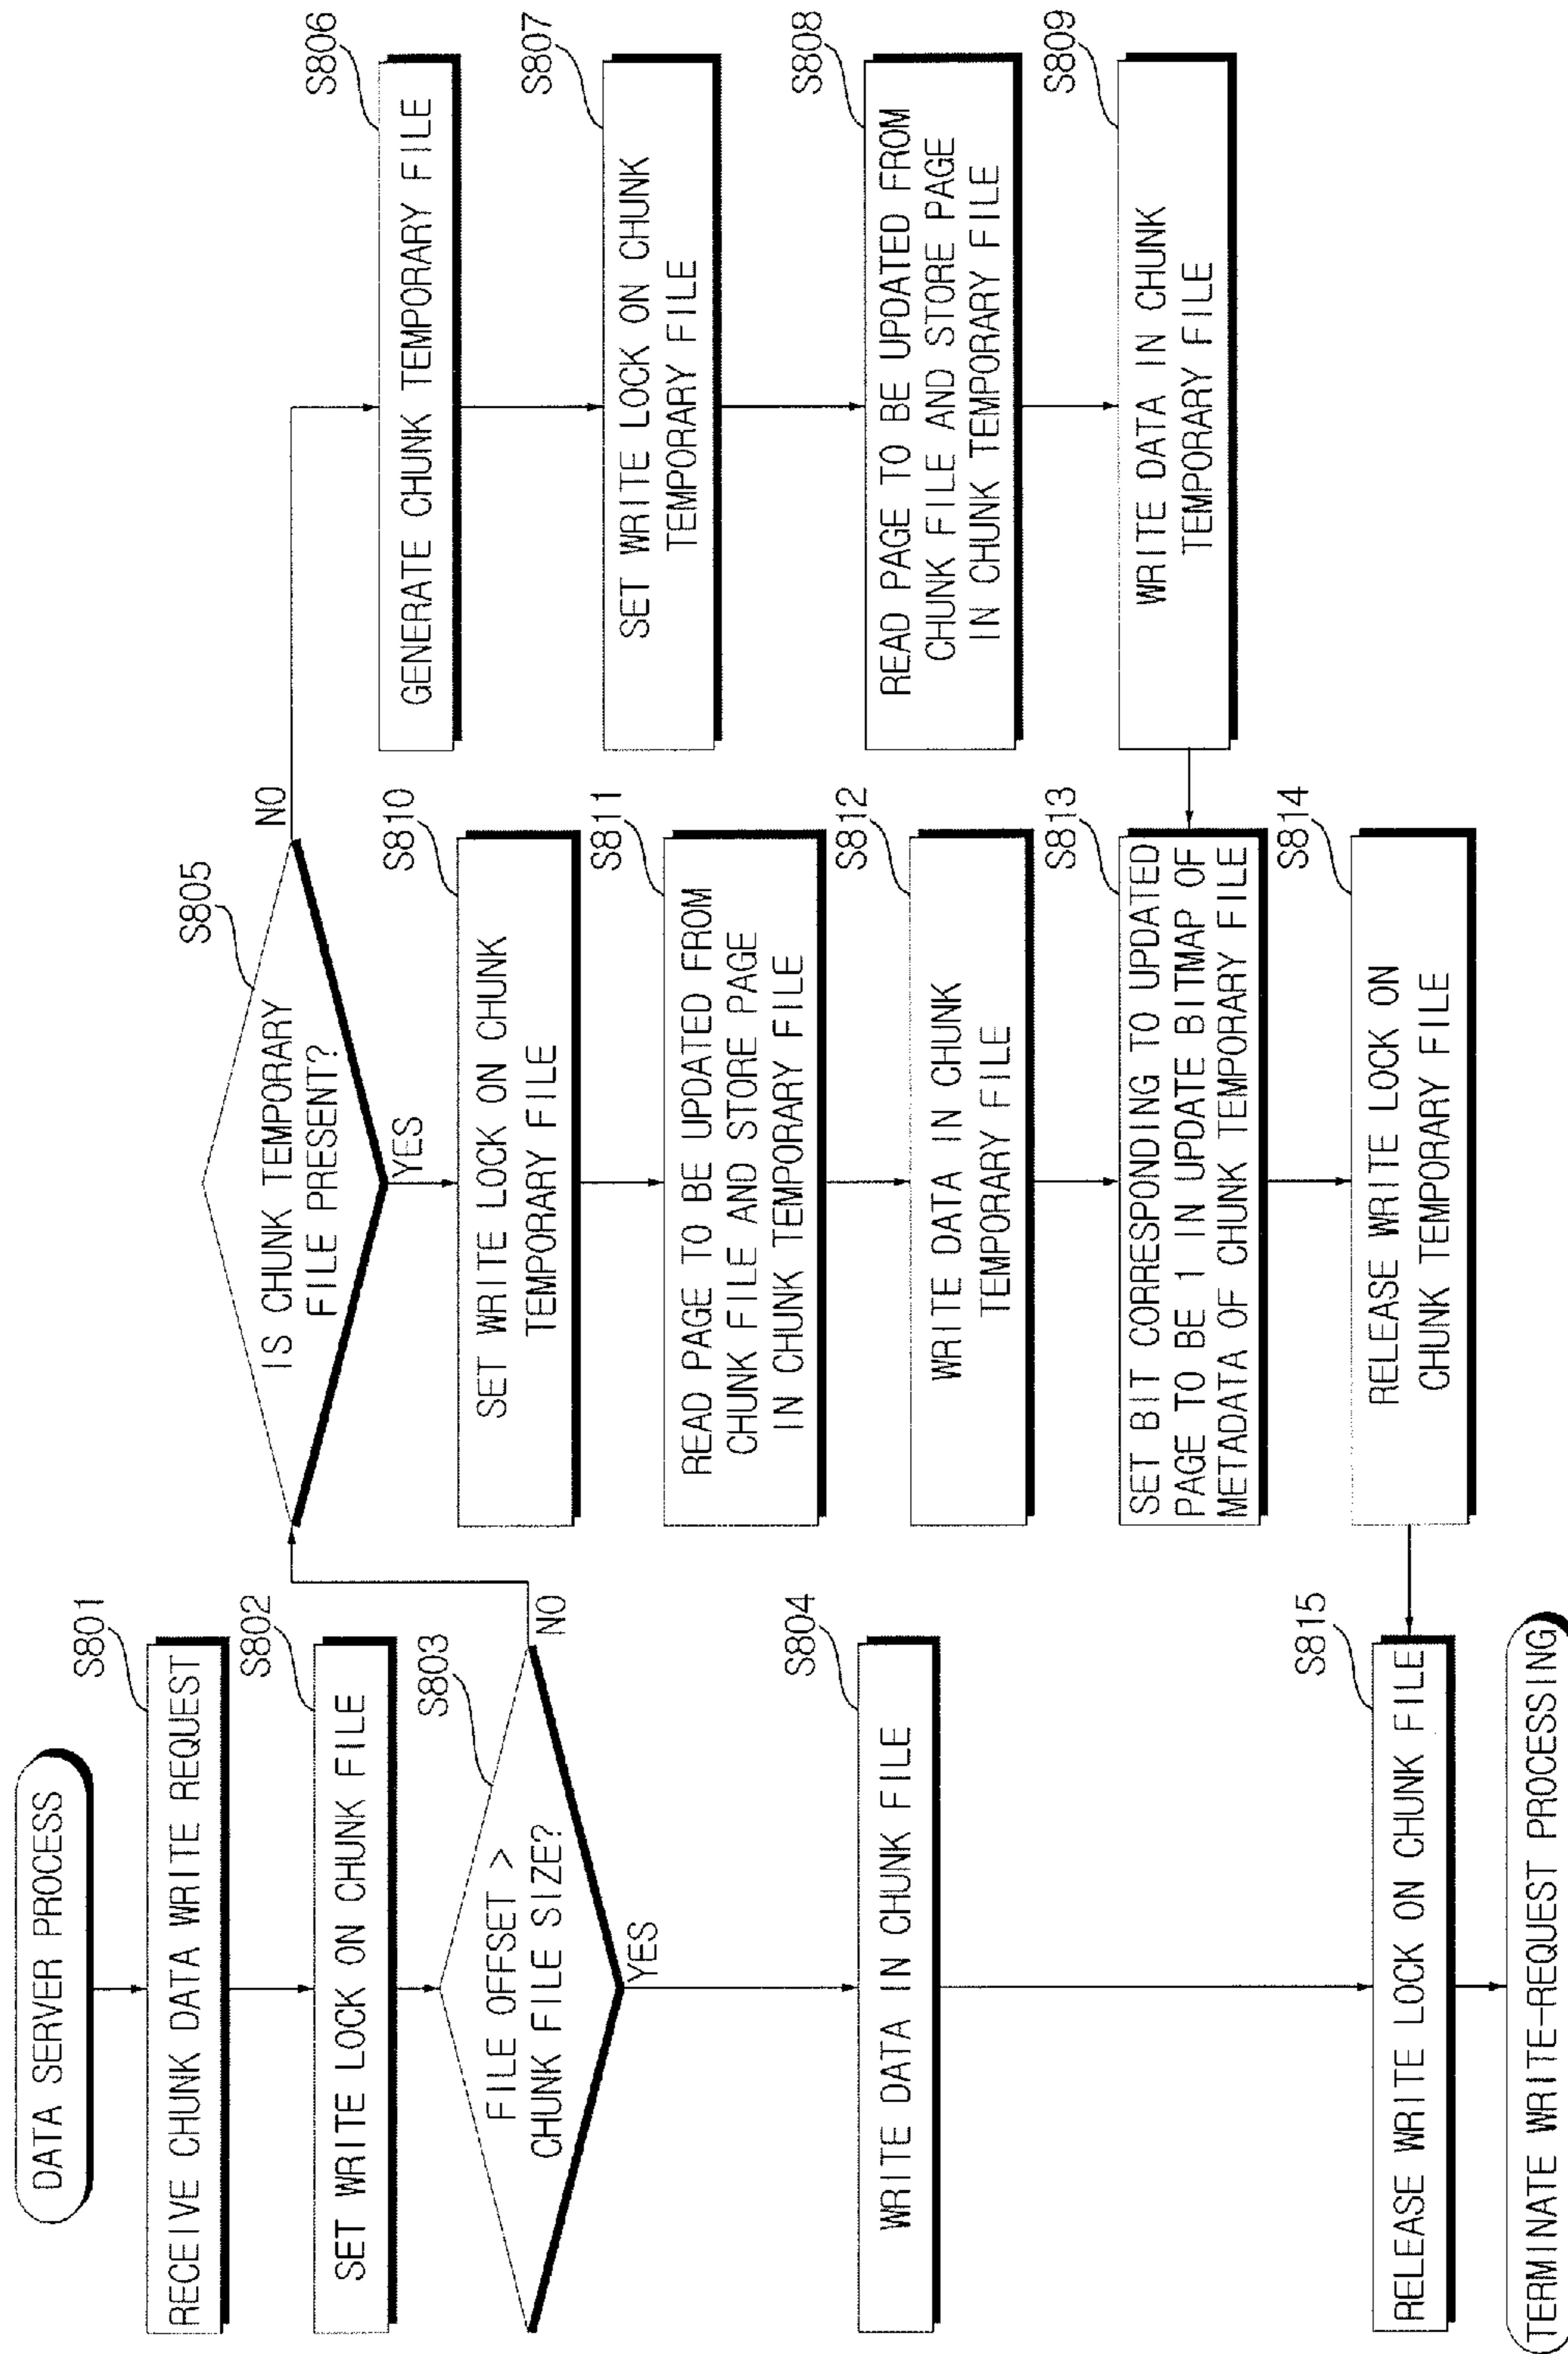 DATA SERVER PROCESS
S801
RECEIVE CHUNK DATA WRITE REQUEST
S802
SET WRITE LOCK ON CHUNK FILE
S803
FILE OFFSET >
CHUNK FILE SIZE?
NO
YES
S804
WRITE DATA IN CHUNK FILE
S815
RELEASE WRITE LOCK ON CHUNK FILE
TERMINATE WRITE-REQUEST PROCESSING
S805
IS CHUNK TEMPORARY
FILE PRESENT?
NO
YES
S810
SET WRITE LOCK ON CHUNK
TEMPORARY FILE
S811
READ PAGE TO BE UPDATED FROM
CHUNK FILE AND STORE PAGE
IN CHUNK TEMPORARY FILE
S812
WRITE DATA IN CHUNK
TEMPORARY FILE
S813
SET BIT CORRESPONDING TO UPDATED
PAGE TO BE 1 IN UPDATE BITMAP OF
METADATA OF CHUNK TEMPORARY FILE
S814
RELEASE WRITE LOCK ON
CHUNK TEMPORARY FILE
S806
GENERATE CHUNK TEMPORARY FILE
S807
SET WRITE LOCK ON CHUNK
TEMPORARY FILE
S808
READ PAGE TO BE UPDATED FROM
CHUNK FILE AND STORE PAGE
IN CHUNK TEMPORARY FILE
S809
WRITE DATA IN CHUNK
TEMPORARY FILE